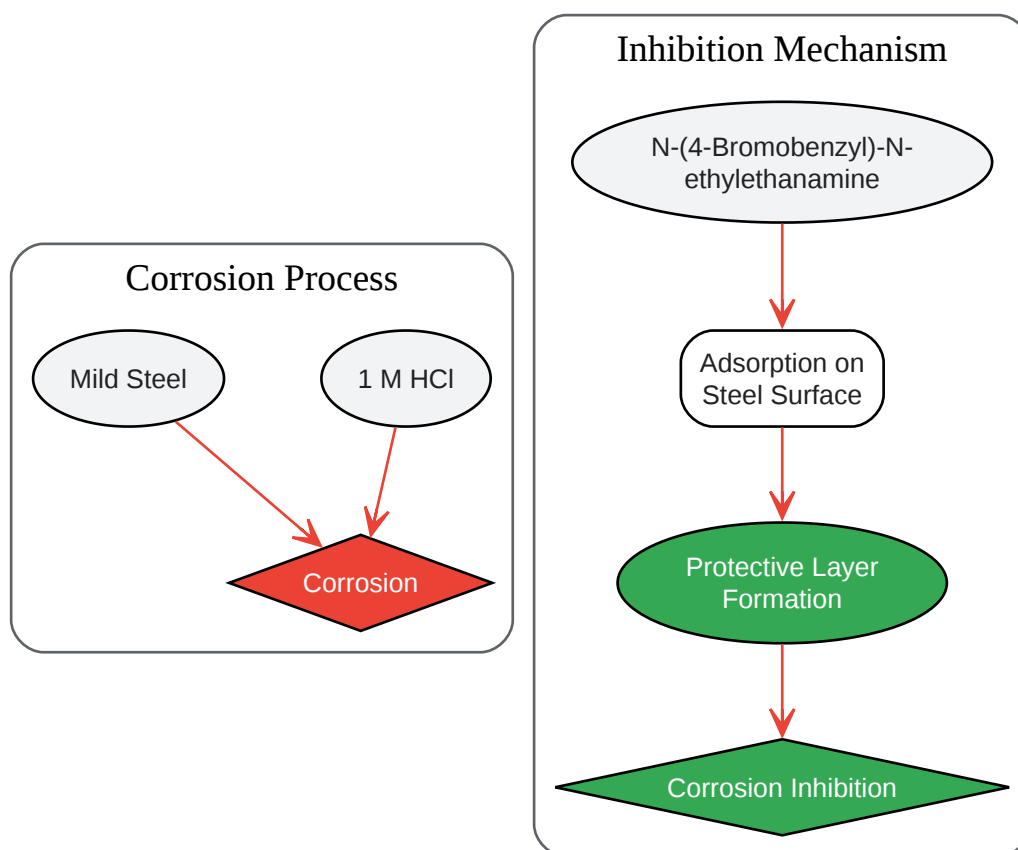 Corrosion Process
Mild Steel
1 M HCl
Corrosion
Inhibition Mechanism
N-(4-Bromobenzyl)-N-
ethylethanamine
Adsorption on
Steel Surface
Protective Layer
Formation
Corrosion Inhibition